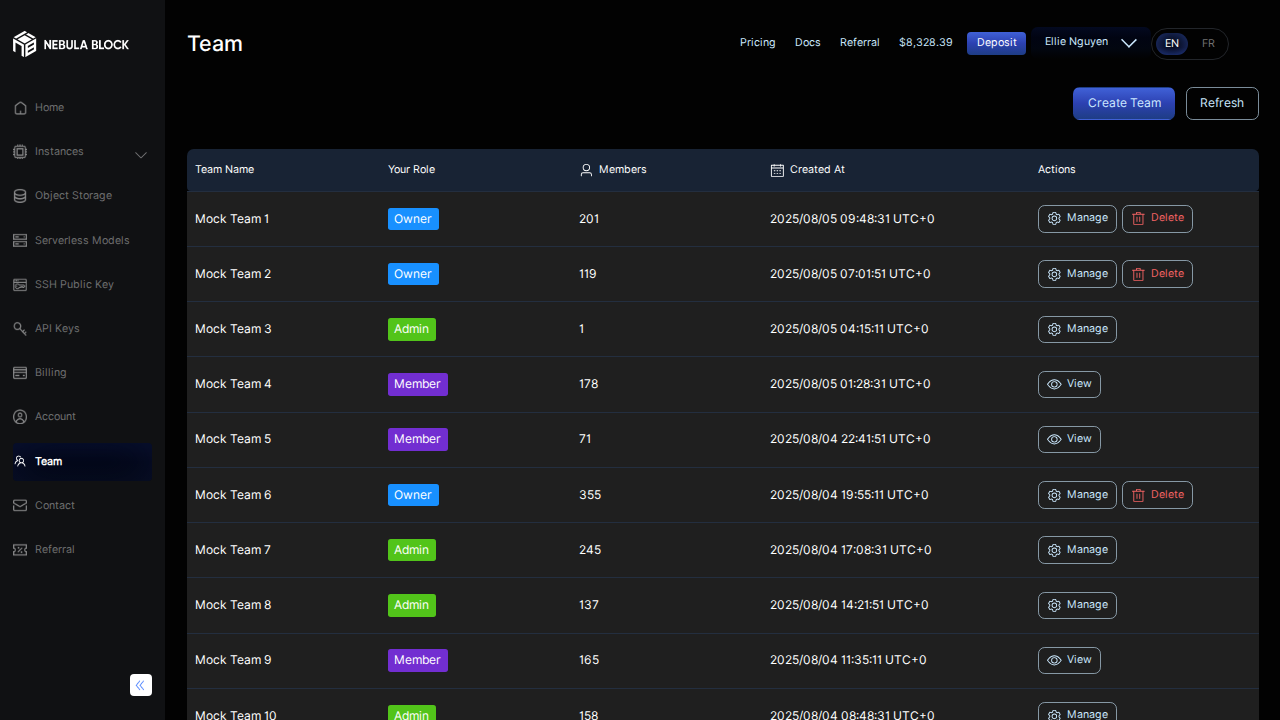 NEBULA BLOCK
Home
Instances
Object Storage
Serverless Models
SSH Public Key
API Keys
Billing
Account
Team
Contact
Referral
Team
Pricing Docs Referral $8,328.39 Deposit Ellie Nguyen EN FR
Create Team Refresh
Team Name Your Role Members Created At Actions
Mock Team 1 Owner 201 2025/08/05 09:48:31 UTC+0 Manage Delete
Mock Team 2 Owner 119 2025/08/05 07:01:51 UTC+0 Manage Delete
Mock Team 3 Admin 1 2025/08/05 04:15:11 UTC+0 Manage
Mock Team 4 Member 178 2025/08/05 01:28:31 UTC+0 View
Mock Team 5 Member 71 2025/08/04 22:41:51 UTC+0 View
Mock Team 6 Owner 355 2025/08/04 19:55:11 UTC+0 Manage Delete
Mock Team 7 Admin 245 2025/08/04 17:08:31 UTC+0 Manage
Mock Team 8 Admin 137 2025/08/04 14:21:51 UTC+0 Manage
Mock Team 9 Member 165 2025/08/04 11:35:11 UTC+0 View
Mock Team 10 Admin 158 2025/08/04 08:48:31 UTC+0 Manage